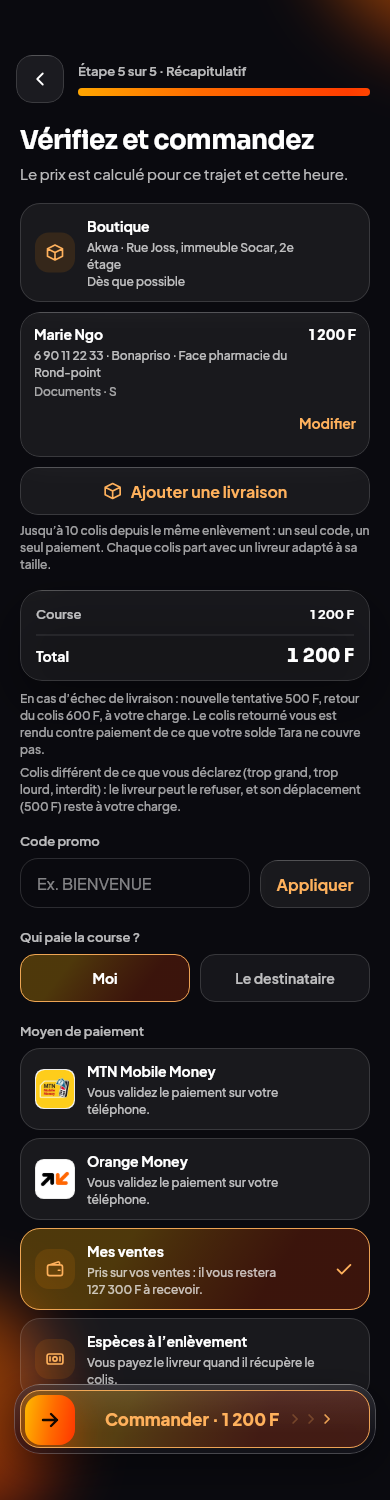 Étape 5 sur 5 · Récapitulatif
Vérifiez et commandez
Le prix est calculé pour ce trajet et cette heure.
Boutique
Akwa · Rue Joss, immeuble Socar, 2e
étage
Dès que possible
Marie Ngo 1 200 F
6 90 11 22 33 · Bonapriso · Face pharmacie du
Rond-point
Documents · S
Modifier
Ajouter une livraison
Jusqu'à 10 colis depuis le même enlèvement : un seul code, un
seul paiement. Chaque colis part avec un livreur adapté à sa
taille.
Course 1 200 F
Total 1 200 F
En cas d'échec de livraison : nouvelle tentative 500 F, retour
du colis 600 F, à votre charge. Le colis retourné vous est
rendu contre paiement de ce que votre solde Tara ne couvre
pas.
Colis différent de ce que vous déclarez (trop grand, trop
lourd, interdit) : le livreur peut le refuser, et son déplacement
(500 F) reste à votre charge.
Code promo
Ex. BIENVENUE Appliquer
Qui paie la course ?
Moi Le destinataire
Moyen de paiement
MTN Mobile Money
Vous validez le paiement sur votre
téléphone.
Orange Money
Vous validez le paiement sur votre
téléphone.
Mes ventes
Pris sur vos ventes : il vous restera
127 300 F à recevoir.
Espèces à l'enlèvement
Vous payez le livreur quand il récupère le
colis.
Commander · 1 200 F